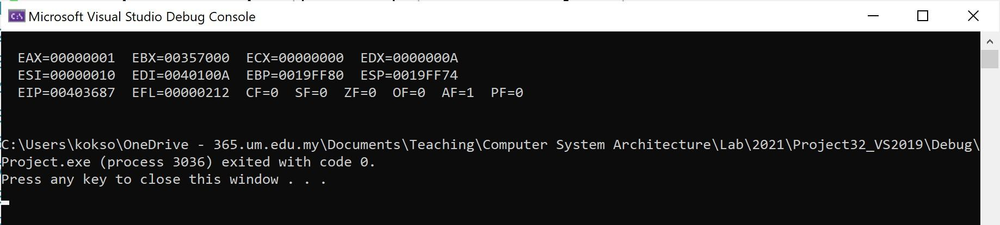 Microsoft Visual Studio Debug Console
EAX=00000001  EBX=00357000  ECX=00000000  EDX=0000000A
ESI=00000010  EDI=0040100A  EBP=0019FF80  ESP=0019FF74
EIP=00403687  EFL=00000212  CF=0  SF=0  ZF=0  OF=0  AF=1  PF=0
C:\Users\kokso\OneDrive - 365.um.edu.my\Documents\Teaching\Computer System Architecture\Lab\2021\Project32_VS2019\Debug\
Project.exe (process 3036) exited with code 0.
Press any key to close this window . . .